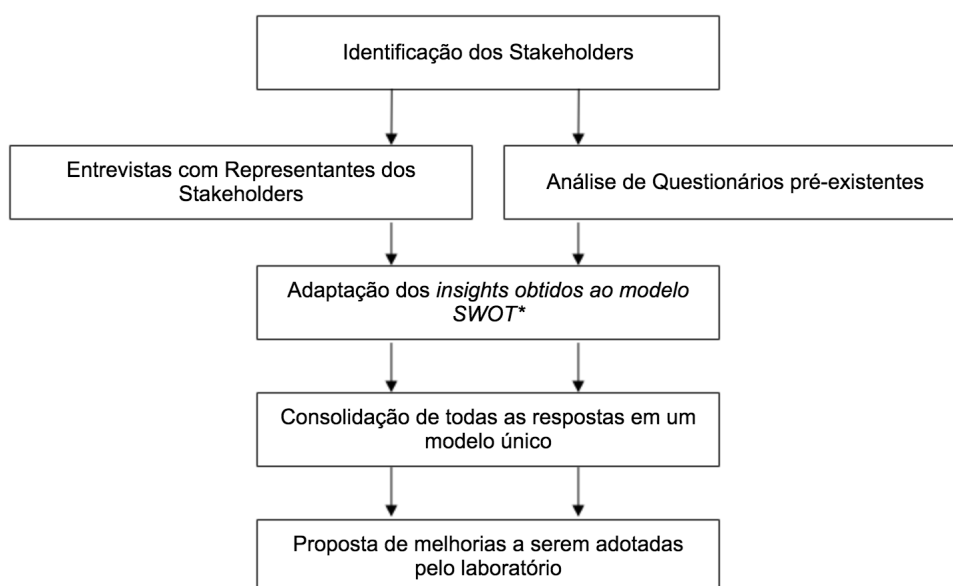 Identificação dos Stakeholders
Entrevistas com Representantes dos
Stakeholders
Análise de Questionários pré-existentes
Adaptação dos insights obtidos ao modelo
SWOT*
Consolidação de todas as respostas em um
modelo único
Proposta de melhorias a serem adotadas
pelo laboratório